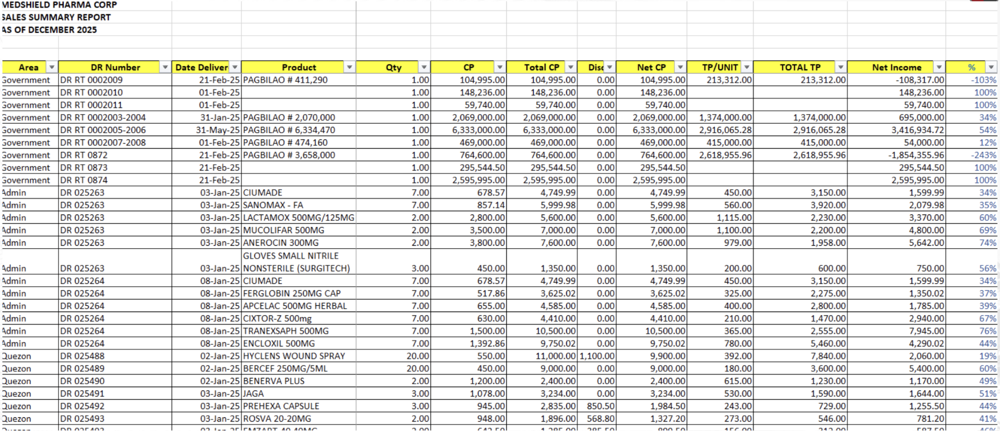 MEDSHIELD PHARMA CORP
SALES SUMMARY REPORT
AS OF DECEMBER 2025
Area DR Number Date Deliver Product Qty CP Total CP Disc Net CP TP/UNIT TOTAL TP Net Income %
Government DR RT 0002009 21-Feb-25 PAGBILAO # 411,290 1.00 104,995.00 104,995.00 0.00 104,995.00 213,312.00 213,312.00 -108,317.00 -103%
Government DR RT 0002010 01-Feb-25 1.00 148,236.00 148,236.00 0.00 148,236.00 148,236.00 100%
Government DR RT 0002011 01-Feb-25 1.00 59,740.00 59,740.00 0.00 59,740.00 59,740.00 100%
Government DR RT 0002003-2004 31-Jan-25 PAGBILAO # 2,070,000 1.00 2,069,000.00 2,069,000.00 0.00 2,069,000.00 1,374,000.00 1,374,000.00 695,000.00 34%
Government DR RT 0002005-2006 31-May-25 PAGBILAO # 6,334,470 1.00 6,333,000.00 6,333,000.00 0.00 6,333,000.00 2,916,065.28 2,916,065.28 3,416,934.72 54%
Government DR RT 0002007-2008 01-Feb-25 PAGBILAO # 474,160 1.00 469,000.00 469,000.00 0.00 469,000.00 415,000.00 415,000.00 54,000.00 12%
Government DR RT 0872 21-Feb-25 PAGBILAO # 3,658,000 1.00 764,600.00 764,600.00 0.00 764,600.00 2,618,955.96 2,618,955.96 -1,854,355.96 -243%
Government DR RT 0873 21-Feb-25 1.00 295,544.50 295,544.50 0.00 295,544.50 295,544.50 100%
Government DR RT 0874 21-Feb-25 1.00 2,595,995.00 2,595,995.00 0.00 2,595,995.00 2,595,995.00 100%
Admin DR 025263 03-Jan-25 CIUMADE 7.00 678.57 4,749.99 0.00 4,749.99 450.00 3,150.00 1,599.99 34%
Admin DR 025263 03-Jan-25 SANOMAX - FA 7.00 857.14 5,999.98 0.00 5,999.98 560.00 3,920.00 2,079.98 35%
Admin DR 025263 03-Jan-25 LACTAMOX 500MG/125MG 2.00 2,800.00 5,600.00 0.00 5,600.00 1,115.00 2,230.00 3,370.00 60%
Admin DR 025263 03-Jan-25 MUCOLIFAR 500MG 2.00 3,500.00 7,000.00 0.00 7,000.00 1,100.00 2,200.00 4,800.00 69%
Admin DR 025263 03-Jan-25 ANEROCIN 300MG 2.00 3,800.00 7,600.00 0.00 7,600.00 979.00 1,958.00 5,642.00 74%
GLOVES SMALL NITRILE
Admin DR 025263 03-Jan-25 NONSTERILE (SURGITECH) 3.00 450.00 1,350.00 0.00 1,350.00 200.00 600.00 750.00 56%
Admin DR 025264 08-Jan-25 CIUMADE 7.00 678.57 4,749.99 0.00 4,749.99 450.00 3,150.00 1,599.99 34%
Admin DR 025264 08-Jan-25 FERGLOBIN 250MG CAP 7.00 517.86 3,625.02 0.00 3,625.02 325.00 2,275.00 1,350.02 37%
Admin DR 025264 08-Jan-25 APCELAC 500MG HERBAL 7.00 655.00 4,585.00 0.00 4,585.00 400.00 2,800.00 1,785.00 39%
Admin DR 025264 08-Jan-25 CIXTOR-Z 500mg 7.00 630.00 4,410.00 0.00 4,410.00 210.00 1,470.00 2,940.00 67%
Admin DR 025264 08-Jan-25 TRANEXSAPH 500MG 7.00 1,500.00 10,500.00 0.00 10,500.00 365.00 2,555.00 7,945.00 76%
Admin DR 025264 08-Jan-25 ENCLOXIL 500MG 7.00 1,392.86 9,750.02 0.00 9,750.02 780.00 5,460.00 4,290.02 44%
Quezon DR 025488 02-Jan-25 HYCLENS WOUND SPRAY 20.00 550.00 11,000.00 1,100.00 9,900.00 392.00 7,840.00 2,060.00 19%
Quezon DR 025489 02-Jan-25 BERCEF 250MG/5ML 20.00 450.00 9,000.00 0.00 9,000.00 180.00 3,600.00 5,400.00 60%
Quezon DR 025490 02-Jan-25 BENERVA PLUS 2.00 1,200.00 2,400.00 0.00 2,400.00 615.00 1,230.00 1,170.00 49%
Quezon DR 025491 03-Jan-25 JAGA 3.00 1,078.00 3,234.00 0.00 3,234.00 530.00 1,590.00 1,644.00 51%
Quezon DR 025492 03-Jan-25 PREHEXA CAPSULE 3.00 945.00 2,835.00 850.50 1,984.50 243.00 729.00 1,255.50 44%
Quezon DR 025493 03-Jan-25 ROSVA 20-20MG 2.00 948.00 1,896.00 568.80 1,327.20 273.00 546.00 781.20 41%